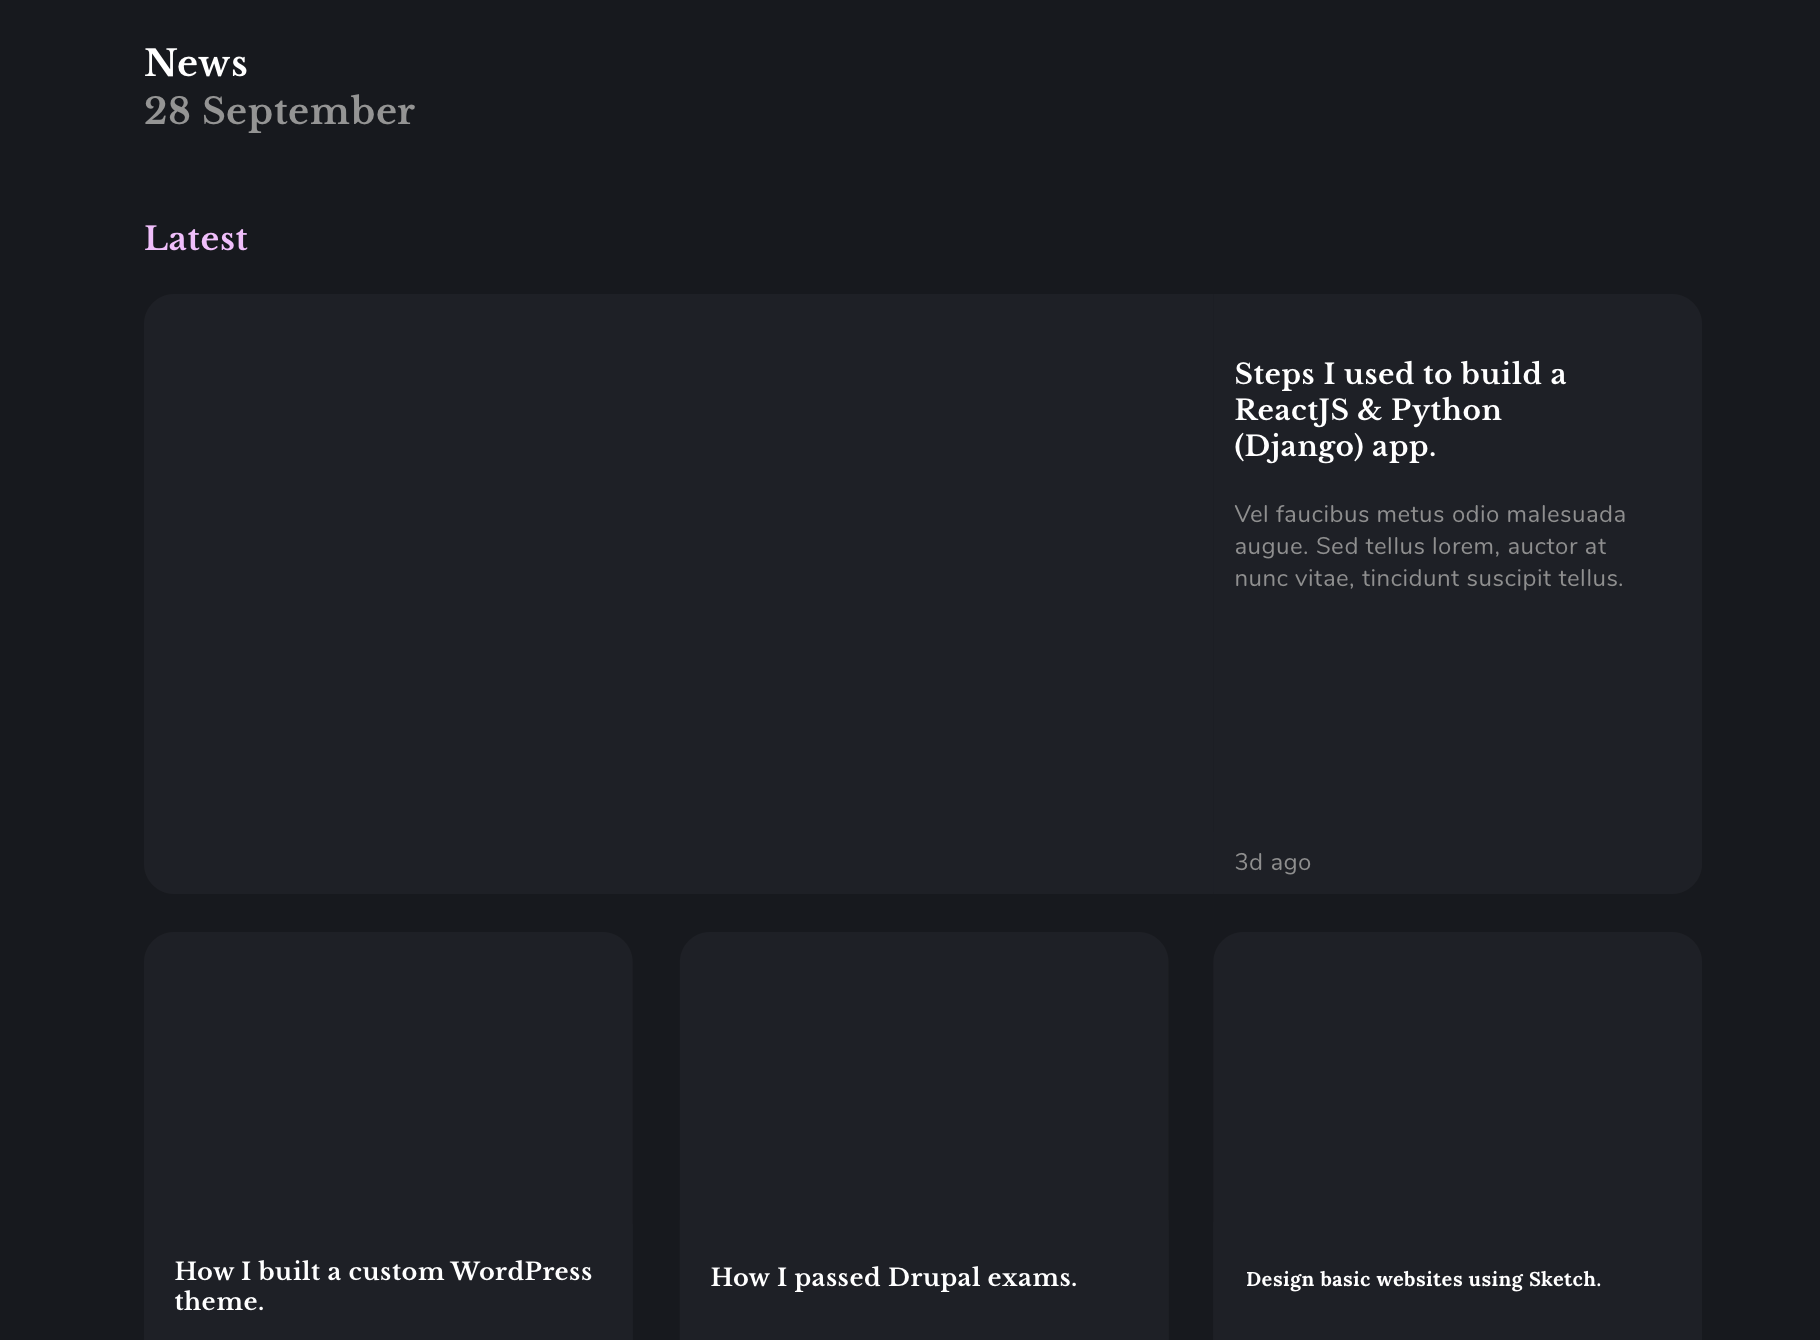 News
28 September
Latest
Steps I used to build a
ReactJS & Python
(Django) app.
Vel faucibus metus odio malesuada
augue. Sed tellus lorem, auctor at
nunc vitae, tincidunt suscipit tellus.
3d ago
How I built a custom WordPress
theme.
How I passed Drupal exams.
Design basic websites using Sketch.